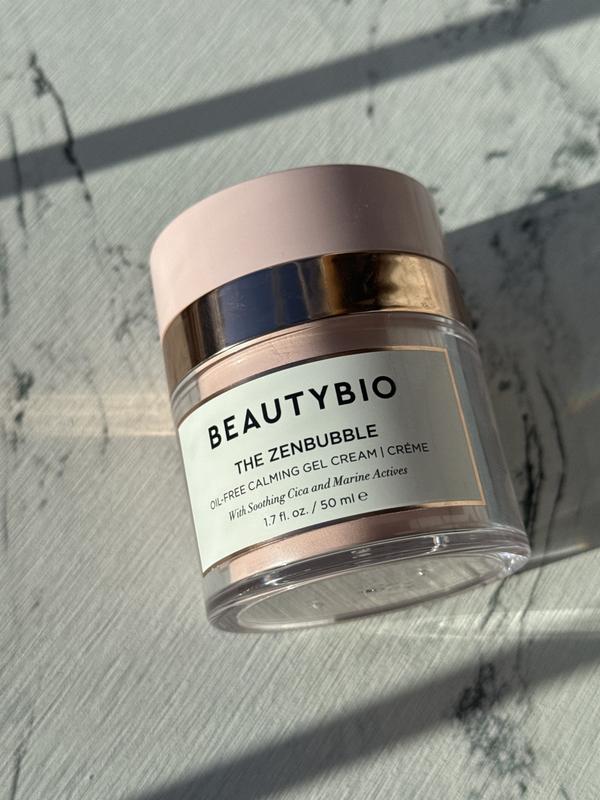 BEAUTYBIO
THE ZENBUBBLE
OIL-FREE CALMING GEL CREAM | CRÈME
With Soothing Cica and Marine Actives
1.7 fl. oz. / 50 ml ℮